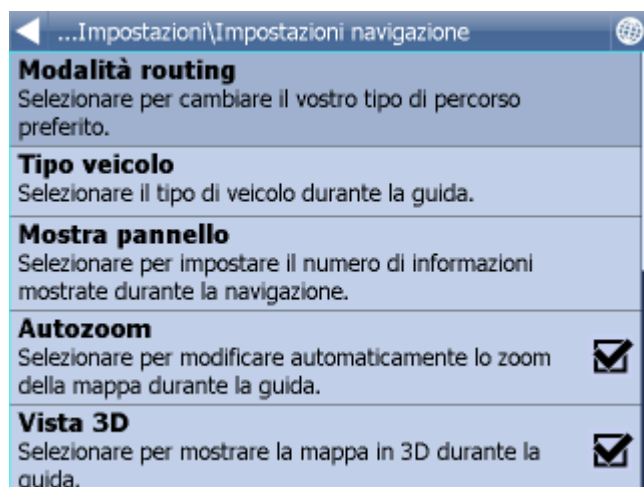 ...Impostazioni\Impostazioni navigazione
Modalità routing
Selezionare per cambiare il vostro tipo di percorso
preferito.
Tipo veicolo
Selezionare il tipo di veicolo durante la guida.
Mostra pannello
Selezionare per impostare il numero di informazioni
mostrate durante la navigazione.
Autozoom
Selezionare per modificare automaticamente lo zoom
della mappa durante la guida.
Vista 3D
Selezionare per mostrare la mappa in 3D durante la
guida.